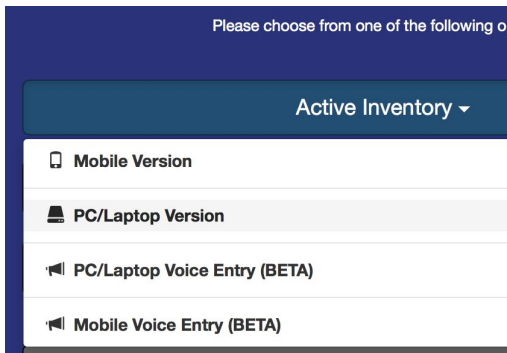 Please choose from one of the following o
Active Inventory
Mobile Version
PC/Laptop Version
PC/Laptop Voice Entry (BETA)
Mobile Voice Entry (BETA)